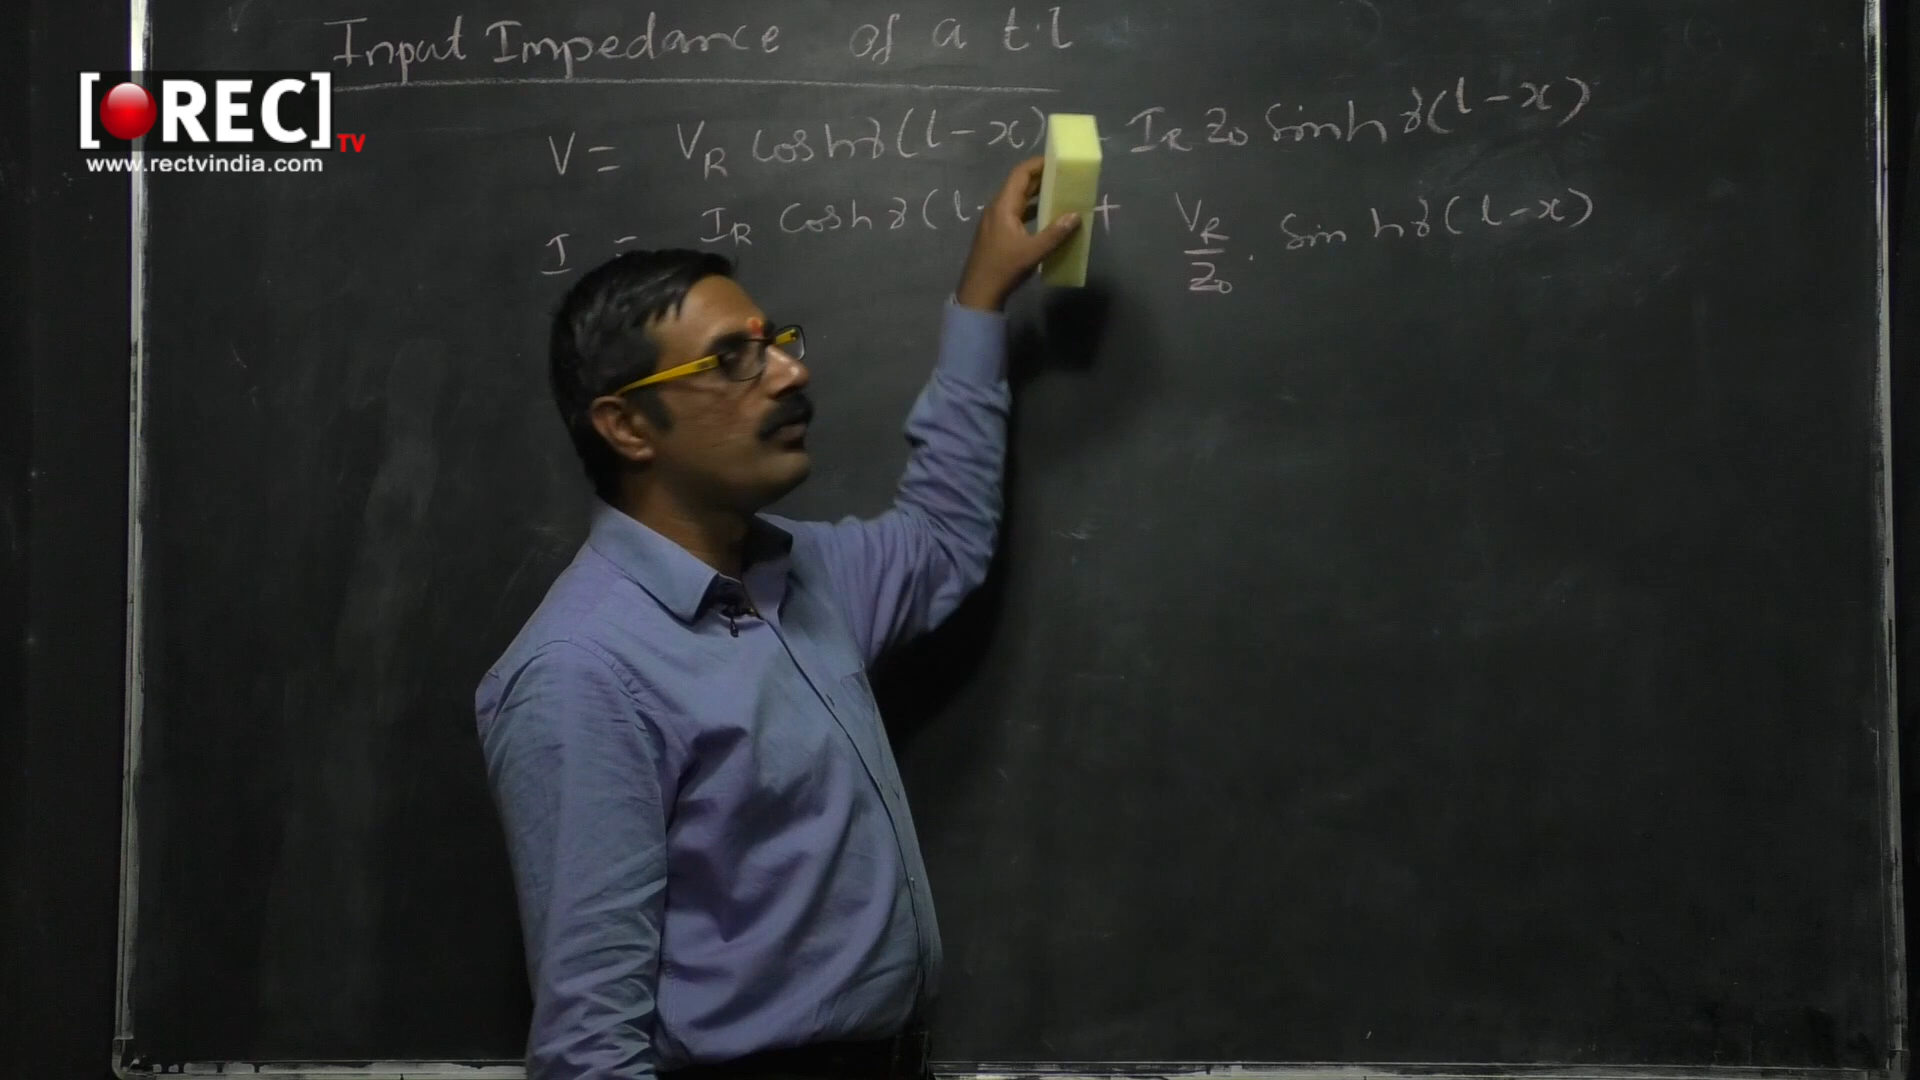 Input Impedance of a t.l
[REC]
TV
www.rectvindia.com
V = V_R Cosh γ(l-x) - I_R Z_0 Sinh γ(l-x)
I = I_R Cosh γ(l- + V_R/Z_0 . Sinh γ(l-x)